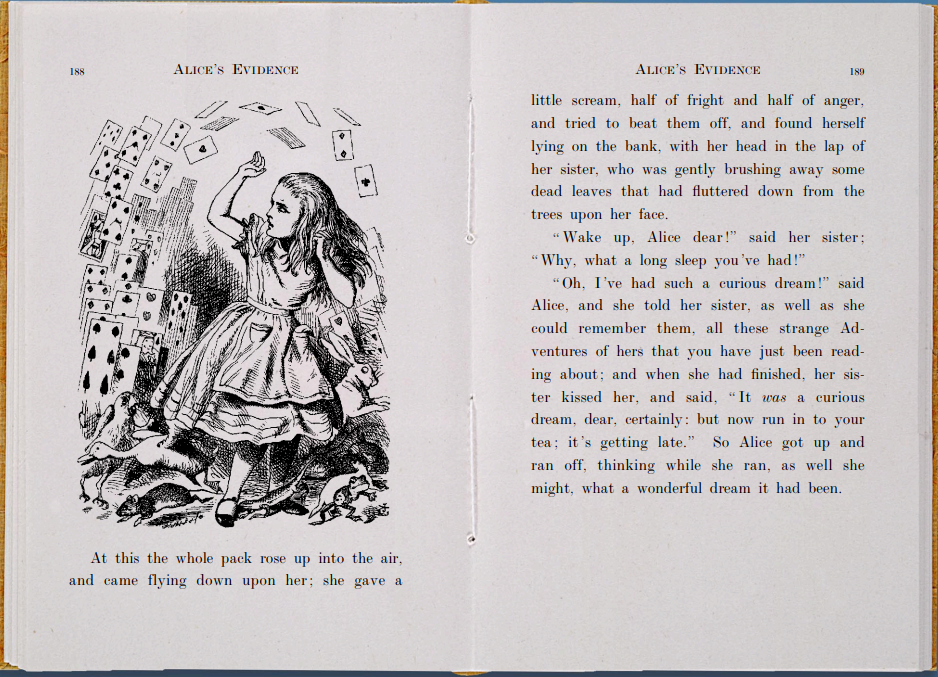 188
ALICE'S EVIDENCE
At this the whole pack rose up into the air,
and came flying down upon her; she gave a
ALICE'S EVIDENCE
189
little scream, half of fright and half of anger,
and tried to beat them off, and found herself
lying on the bank, with her head in the lap of
her sister, who was gently brushing away some
dead leaves that had fluttered down from the
trees upon her face.
“Wake up, Alice dear!” said her sister;
“Why, what a long sleep you've had!”
“Oh, I've had such a curious dream!” said
Alice, and she told her sister, as well as she
could remember them, all these strange Ad-
ventures of hers that you have just been read-
ing about; and when she had finished, her sis-
ter kissed her, and said, “It was a curious
dream, dear, certainly: but now run in to your
tea; it's getting late.” So Alice got up and
ran off, thinking while she ran, as well she
might, what a wonderful dream it had been.